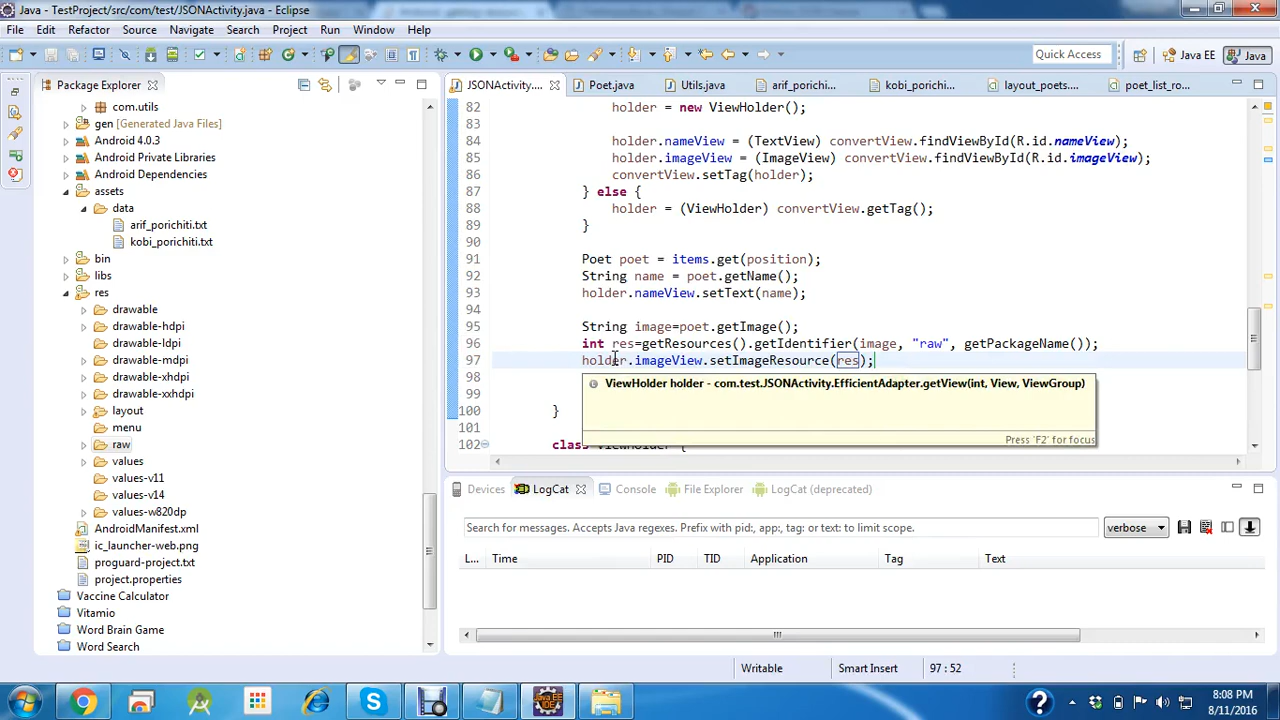 Java - TestProject/src/com/test/JSONActivity.java - Eclipse
File Edit Refactor Source Navigate Search Project Run Window Help
Quick Access Java EE Java
Package Explorer
com.utils
gen [Generated Java Files]
Android 4.0.3
Android Private Libraries
Android Dependencies
assets
data
arif_porichiti.txt
kobi_porichiti.txt
bin
libs
res
drawable
drawable-hdpi
drawable-ldpi
drawable-mdpi
drawable-xhdpi
drawable-xxhdpi
layout
menu
raw
values
values-v11
values-v14
values-w820dp
AndroidManifest.xml
ic_launcher-web.png
proguard-project.txt
project.properties
Vaccine Calculator
Vitamio
Word Brain Game
Word Search
JSONActivity.... Poet.java Utils.java arif_porichi... kobi_porichi... layout_poets.... poet_list_ro...
82 holder = new ViewHolder();
83
84 holder.nameView = (TextView) convertView.findViewById(R.id.nameView);
85 holder.imageView = (ImageView) convertView.findViewById(R.id.imageView);
86 convertView.setTag(holder);
87 } else {
88 holder = (ViewHolder) convertView.getTag();
89 }
90
91 Poet poet = items.get(position);
92 String name = poet.getName();
93 holder.nameView.setText(name);
94
95 String image=poet.getImage();
96 int res=getResources().getIdentifier(image, "raw", getPackageName());
97 holder.imageView.setImageResource(res);
98
99
100 }
101
102 class ViewHolder {
ViewHolder holder - com.test.JSONActivity.EfficientAdapter.getView(int, View, ViewGroup)
Press 'F2' for focus
Devices LogCat Console File Explorer LogCat (deprecated)
Search for messages. Accepts Java regexes. Prefix with pid:, app:, tag: or text: to limit scope. verbose
L... Time PID TID Application Tag Text
Writable Smart Insert 97 : 52
8:08 PM
8/11/2016